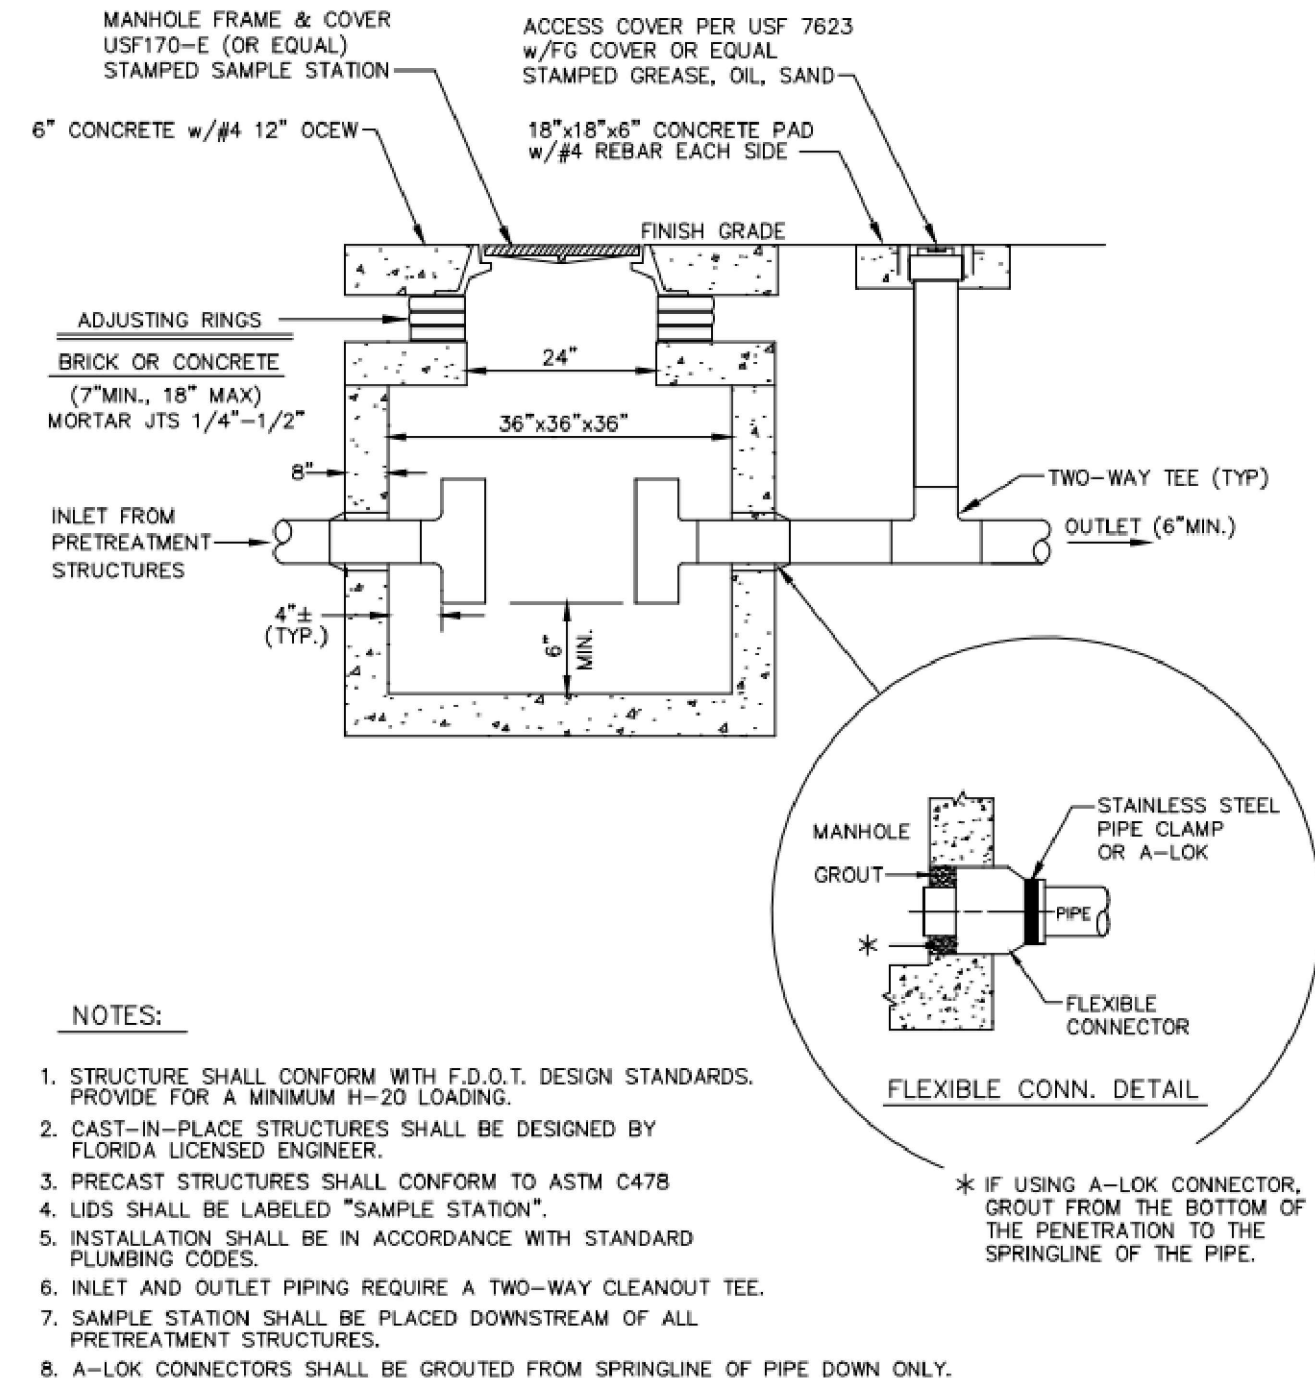 MANHOLE FRAME & COVER
USF170-E (OR EQUAL)
STAMPED SAMPLE STATION
ACCESS COVER PER USF 7623
w/FG COVER OR EQUAL
STAMPED GREASE, OIL, SAND
6" CONCRETE w/#4 12" OCEW
18"x18"x6" CONCRETE PAD
w/#4 REBAR EACH SIDE
FINISH GRADE
ADJUSTING RINGS
BRICK OR CONCRETE
(7"MIN., 18" MAX)
MORTAR JTS 1/4"-1/2"
24"
36"x36"x36"
8"
INLET FROM
PRETREATMENT
STRUCTURES
TWO-WAY TEE (TYP)
OUTLET (6"MIN.)
4"±
(TYP.)
6"
MIN.
MANHOLE
GROUT
*
STAINLESS STEEL
PIPE CLAMP
OR A-LOK
PIPE
FLEXIBLE
CONNECTOR
FLEXIBLE CONN. DETAIL
* IF USING A-LOK CONNECTOR,
GROUT FROM THE BOTTOM OF
THE PENETRATION TO THE
SPRINGLINE OF THE PIPE.
NOTES:
1. STRUCTURE SHALL CONFORM WITH F.D.O.T. DESIGN STANDARDS.
PROVIDE FOR A MINIMUM H-20 LOADING.
2. CAST-IN-PLACE STRUCTURES SHALL BE DESIGNED BY
FLORIDA LICENSED ENGINEER.
3. PRECAST STRUCTURES SHALL CONFORM TO ASTM C478
4. LIDS SHALL BE LABELED "SAMPLE STATION".
5. INSTALLATION SHALL BE IN ACCORDANCE WITH STANDARD
PLUMBING CODES.
6. INLET AND OUTLET PIPING REQUIRE A TWO-WAY CLEANOUT TEE.
7. SAMPLE STATION SHALL BE PLACED DOWNSTREAM OF ALL
PRETREATMENT STRUCTURES.
8. A-LOK CONNECTORS SHALL BE GROUTED FROM SPRINGLINE OF PIPE DOWN ONLY.